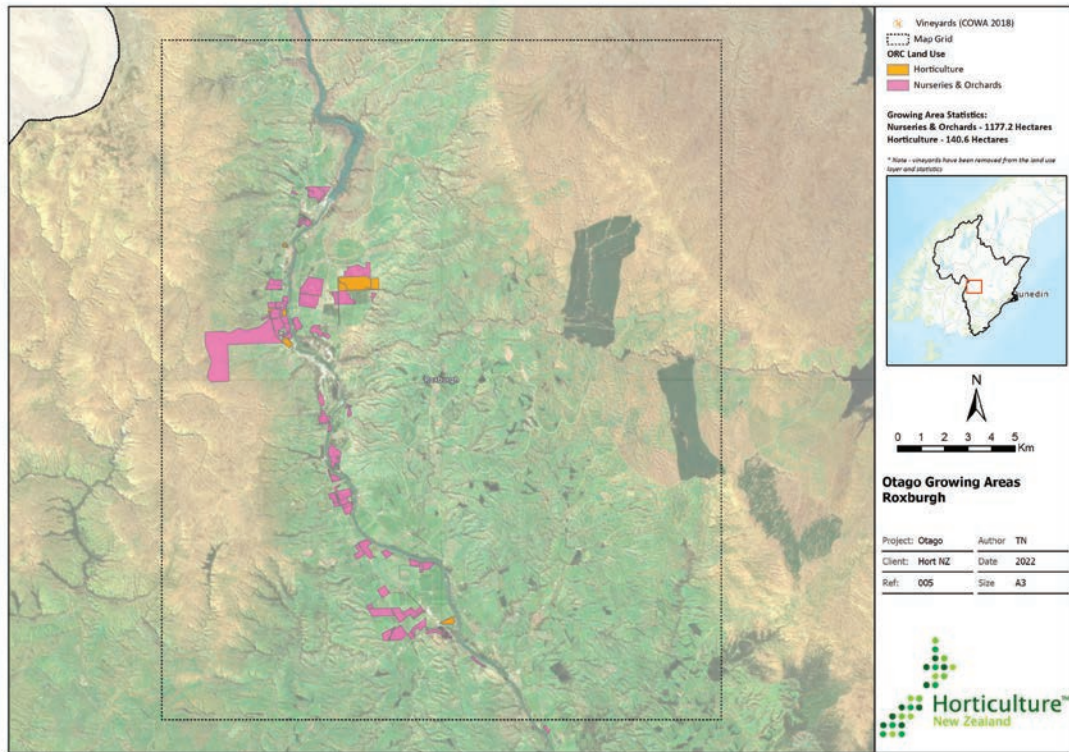 Vineyards (COWA 2018)
Map Grid
ORC Land Use
Horticulture
Nurseries & Orchards
Growing Area Statistics:
Nurseries & Orchards - 1177.2 Hectares
Horticulture - 140.6 Hectares
* Note - vineyards have been removed from the land use
layer and statistics
unedin
N
0 1 2 3 4 5
Km
Otago Growing Areas
Roxburgh
Project: Otago Author TN
Client: Hort NZ Date 2022
Ref: 005 Size A3
Horticulture™
New Zealand
Roxburgh